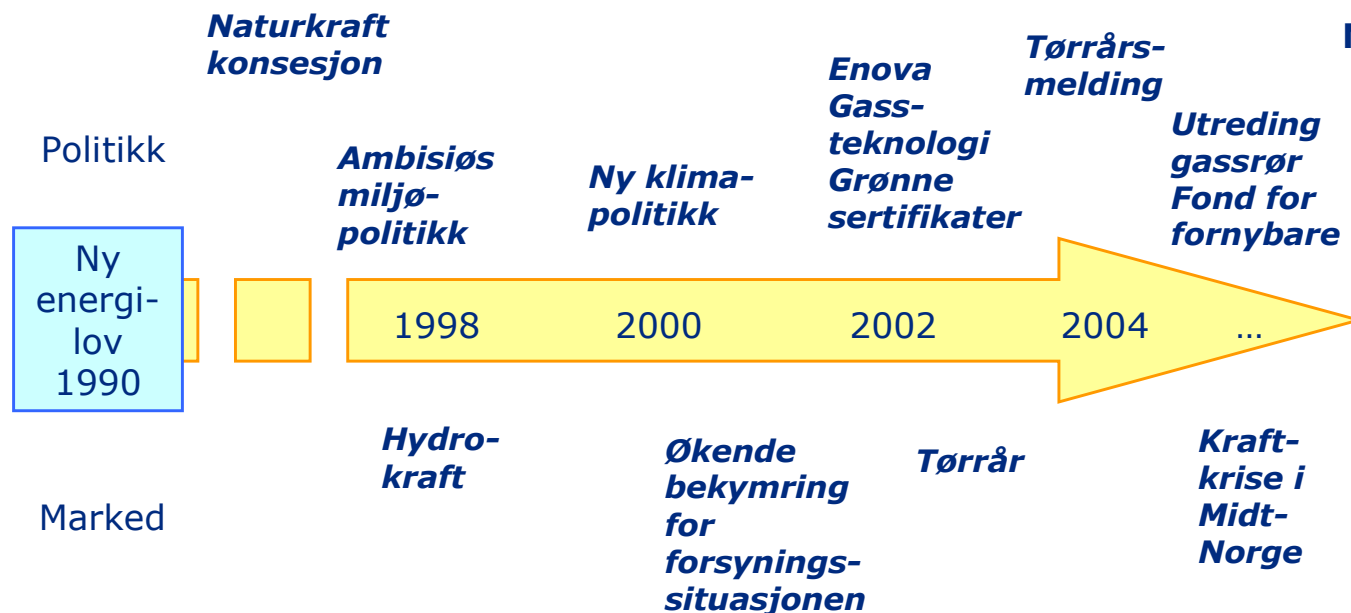 Naturkraft
konsesjon
Politikk
Ambisiøs
miljø-
politikk
Ny klima-
politikk
Enova
Gass-
teknologi
Grønne
sertifikater
Tørrårs-
melding
Utreding
gassrør
Fond for
fornybare
Ny
energi-
lov
1990
1998
2000
2002
2004
...
Marked
Hydro-
kraft
Økende
bekymring
for
forsynings-
situasjonen
Tørrår
Kraft-
krise i
Midt-
Norge